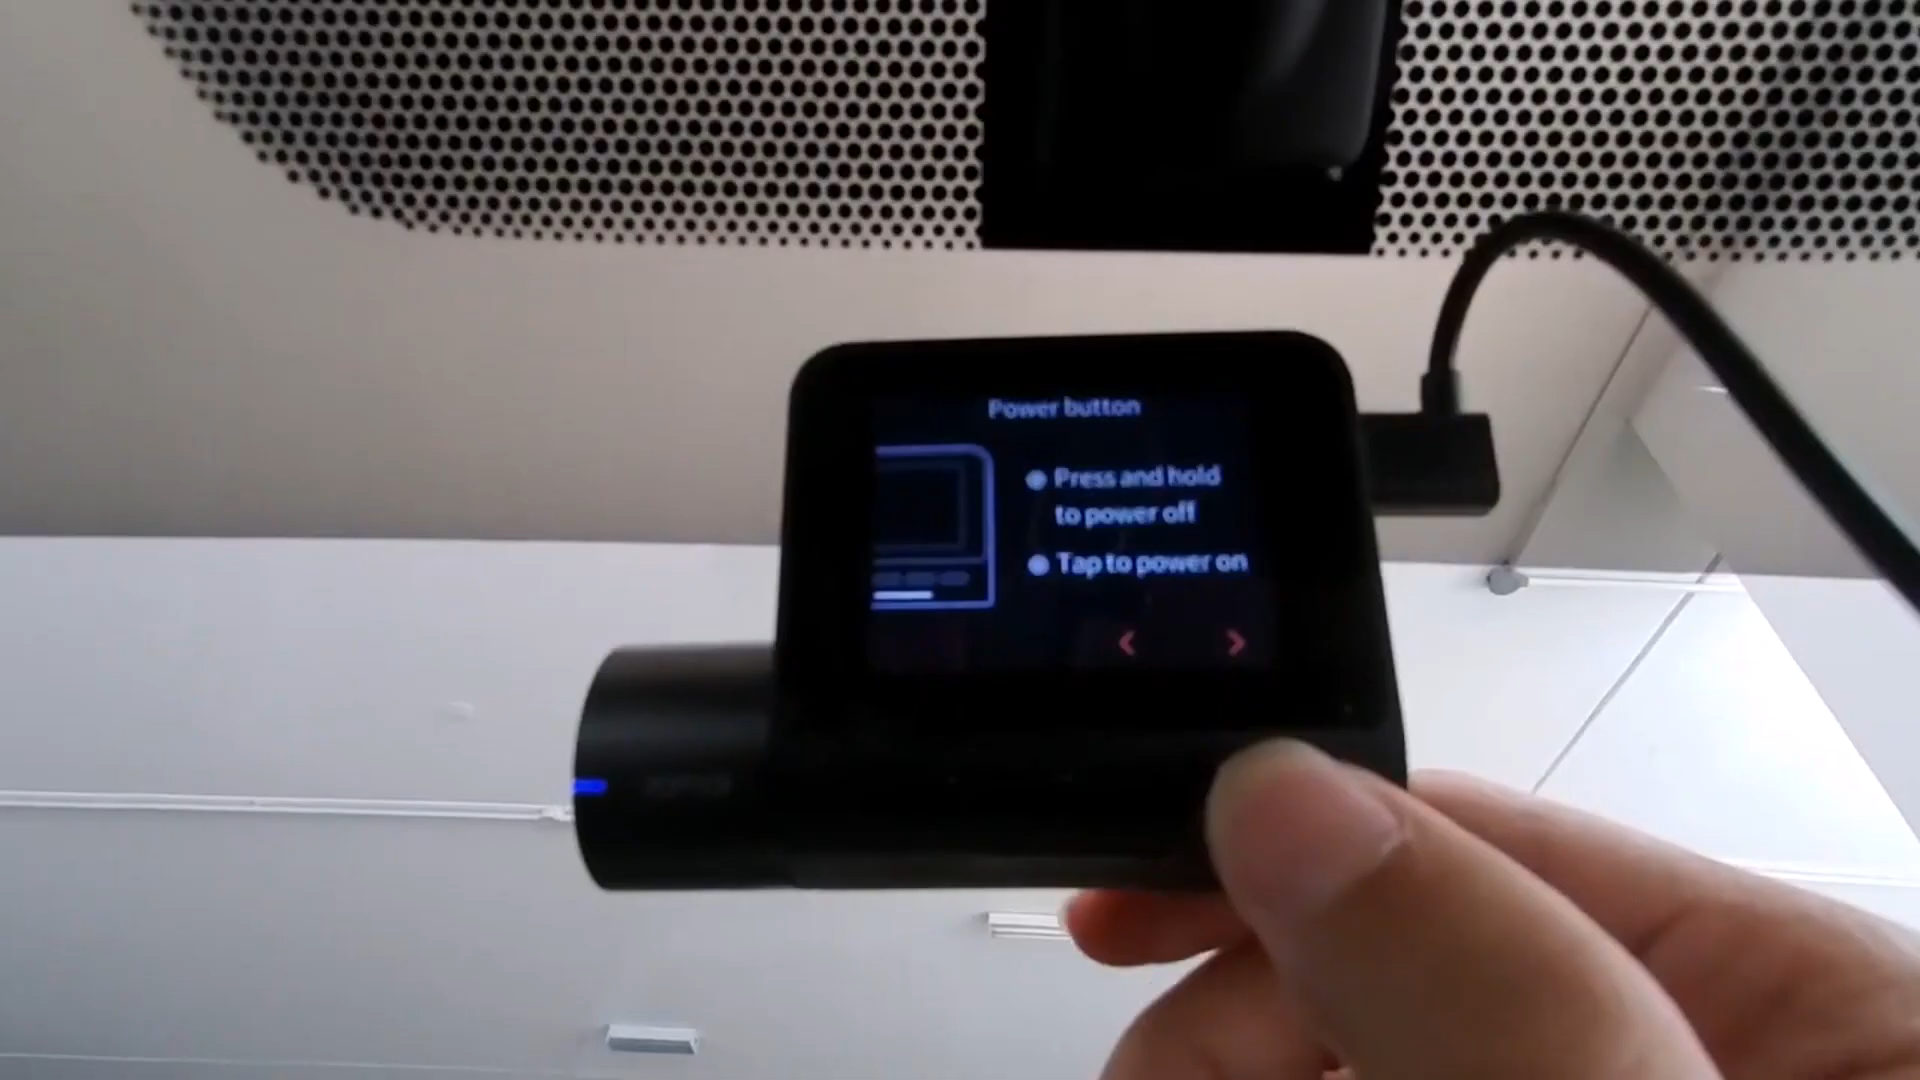 Power button
Press and hold
to power off
Tap to power on